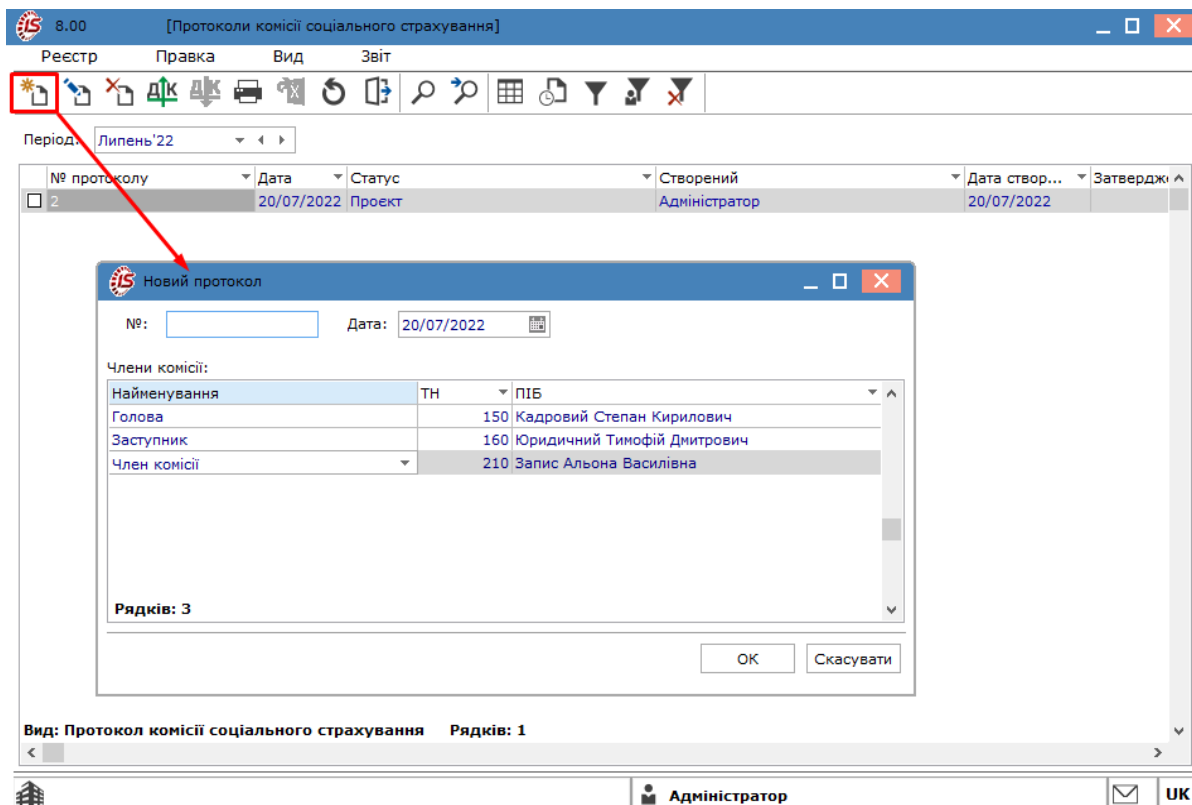 8.00 [Протоколи комісії соціального страхування]
Реєстр Правка Вид Звіт
Період: Липень'22
№ протоколу Дата Статус Створений Дата створ... Затвердж
2 20/07/2022 Проєкт Адміністратор 20/07/2022
Новий протокол
№: Дата: 20/07/2022
Члени комісії:
Найменування ТН ПІБ
Голова 150 Кадровий Степан Кирилович
Заступник 160 Юридичний Тимофій Дмитрович
Член комісії 210 Запис Альона Василівна
Рядків: 3
ОК Скасувати
Вид: Протокол комісії соціального страхування Рядків: 1
Адміністратор UK